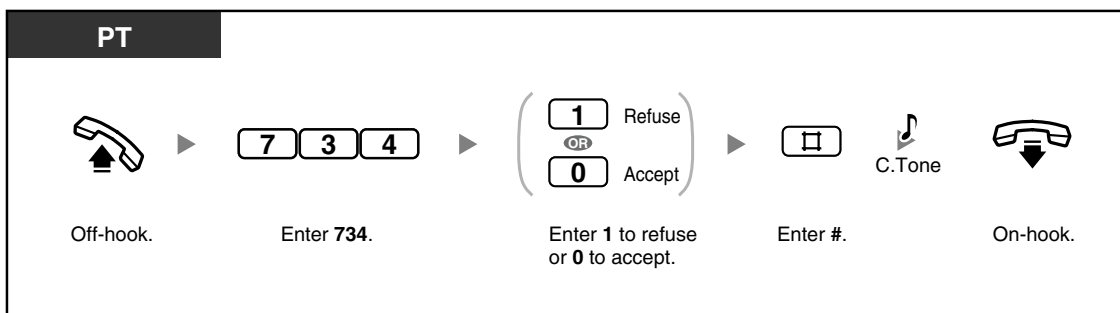 PT
7 3 4
1 Refuse
OR
0 Accept
#
C.Tone
Off-hook.
Enter 734.
Enter 1 to refuse
or 0 to accept.
Enter #.
On-hook.